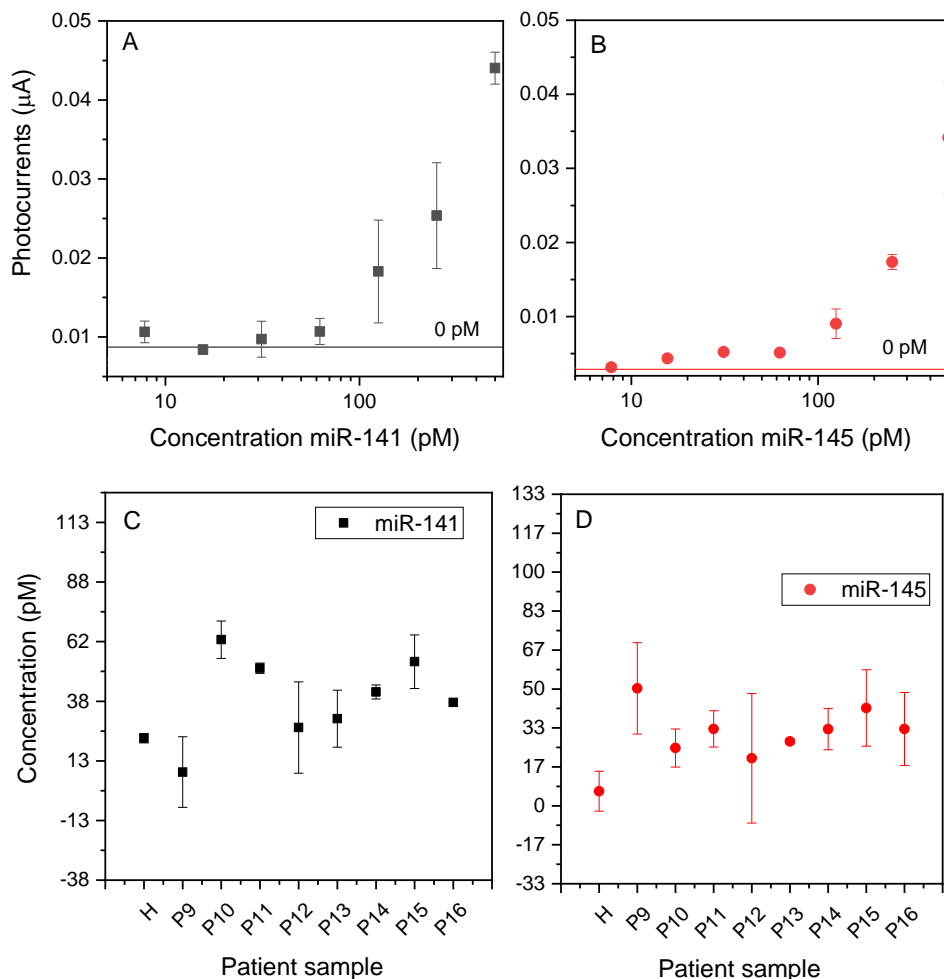 A
0.05
0.04
0.03
0.02
0.01
Photocurrents (μA)
0 pM
10
100
Concentration miR-141 (pM)
B
0.05
0.04
0.03
0.02
0.01
0 pM
10
100
Concentration miR-145 (pM)
C
miR-141
113
88
62
38
13
-13
-38
Concentration (pM)
H
P9
P10
P11
P12
P13
P14
P15
P16
Patient sample
D
miR-145
133
117
100
83
67
50
33
17
0
-17
-33
H
P9
P10
P11
P12
P13
P14
P15
P16
Patient sample